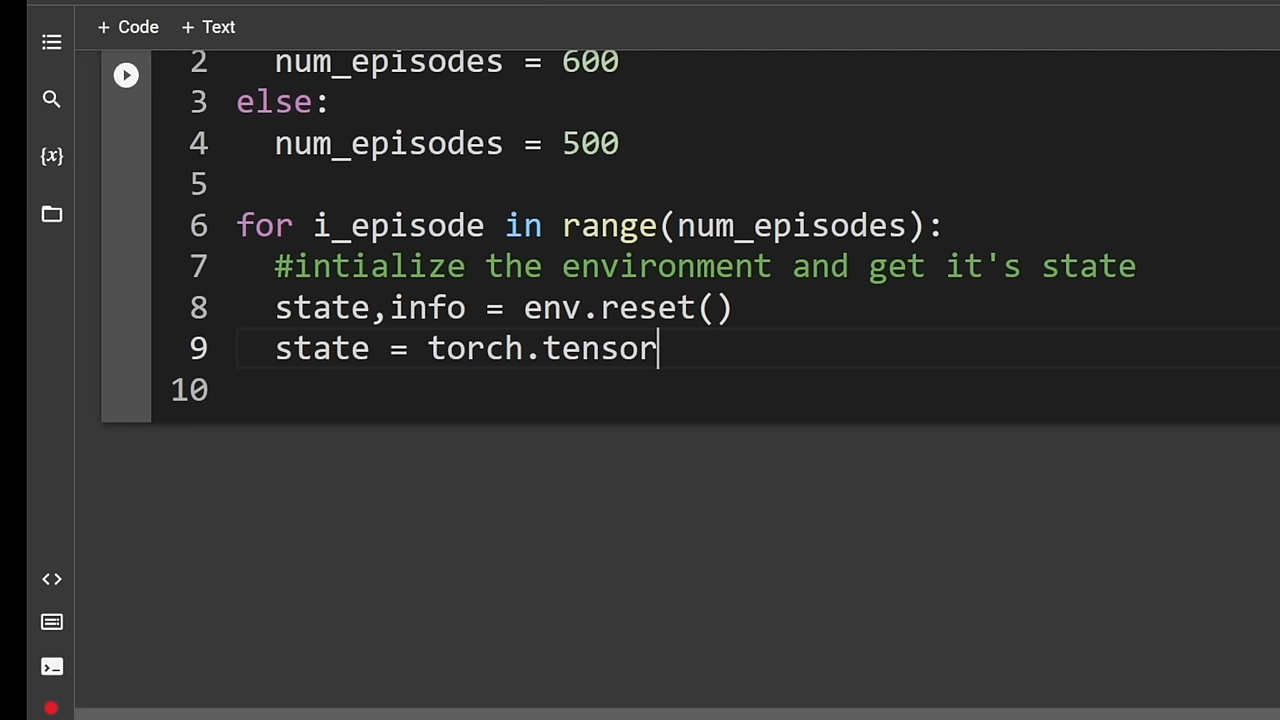 + Code + Text
2 num_episodes = 600
3 else:
4 num_episodes = 500
5
6 for i_episode in range(num_episodes):
7 #intialize the environment and get it's state
8 state,info = env.reset()
9 state = torch.tensor
10
{x}